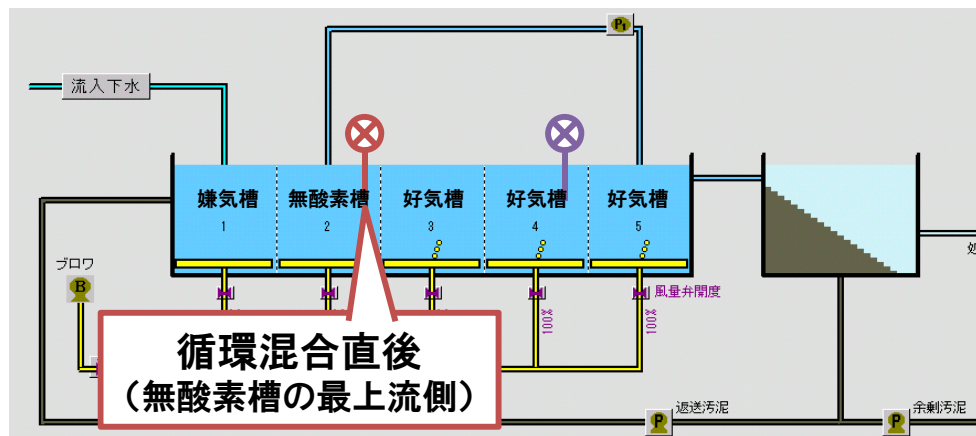 P₁
流入下水
嫌気槽
無酸素槽
好気槽
好気槽
好気槽
1
2
3
4
5
ブロワ
B
風量弁開度
100%
100%
循環混合直後
（無酸素槽の最上流側）
処
P
返送汚泥
P
余剰汚泥